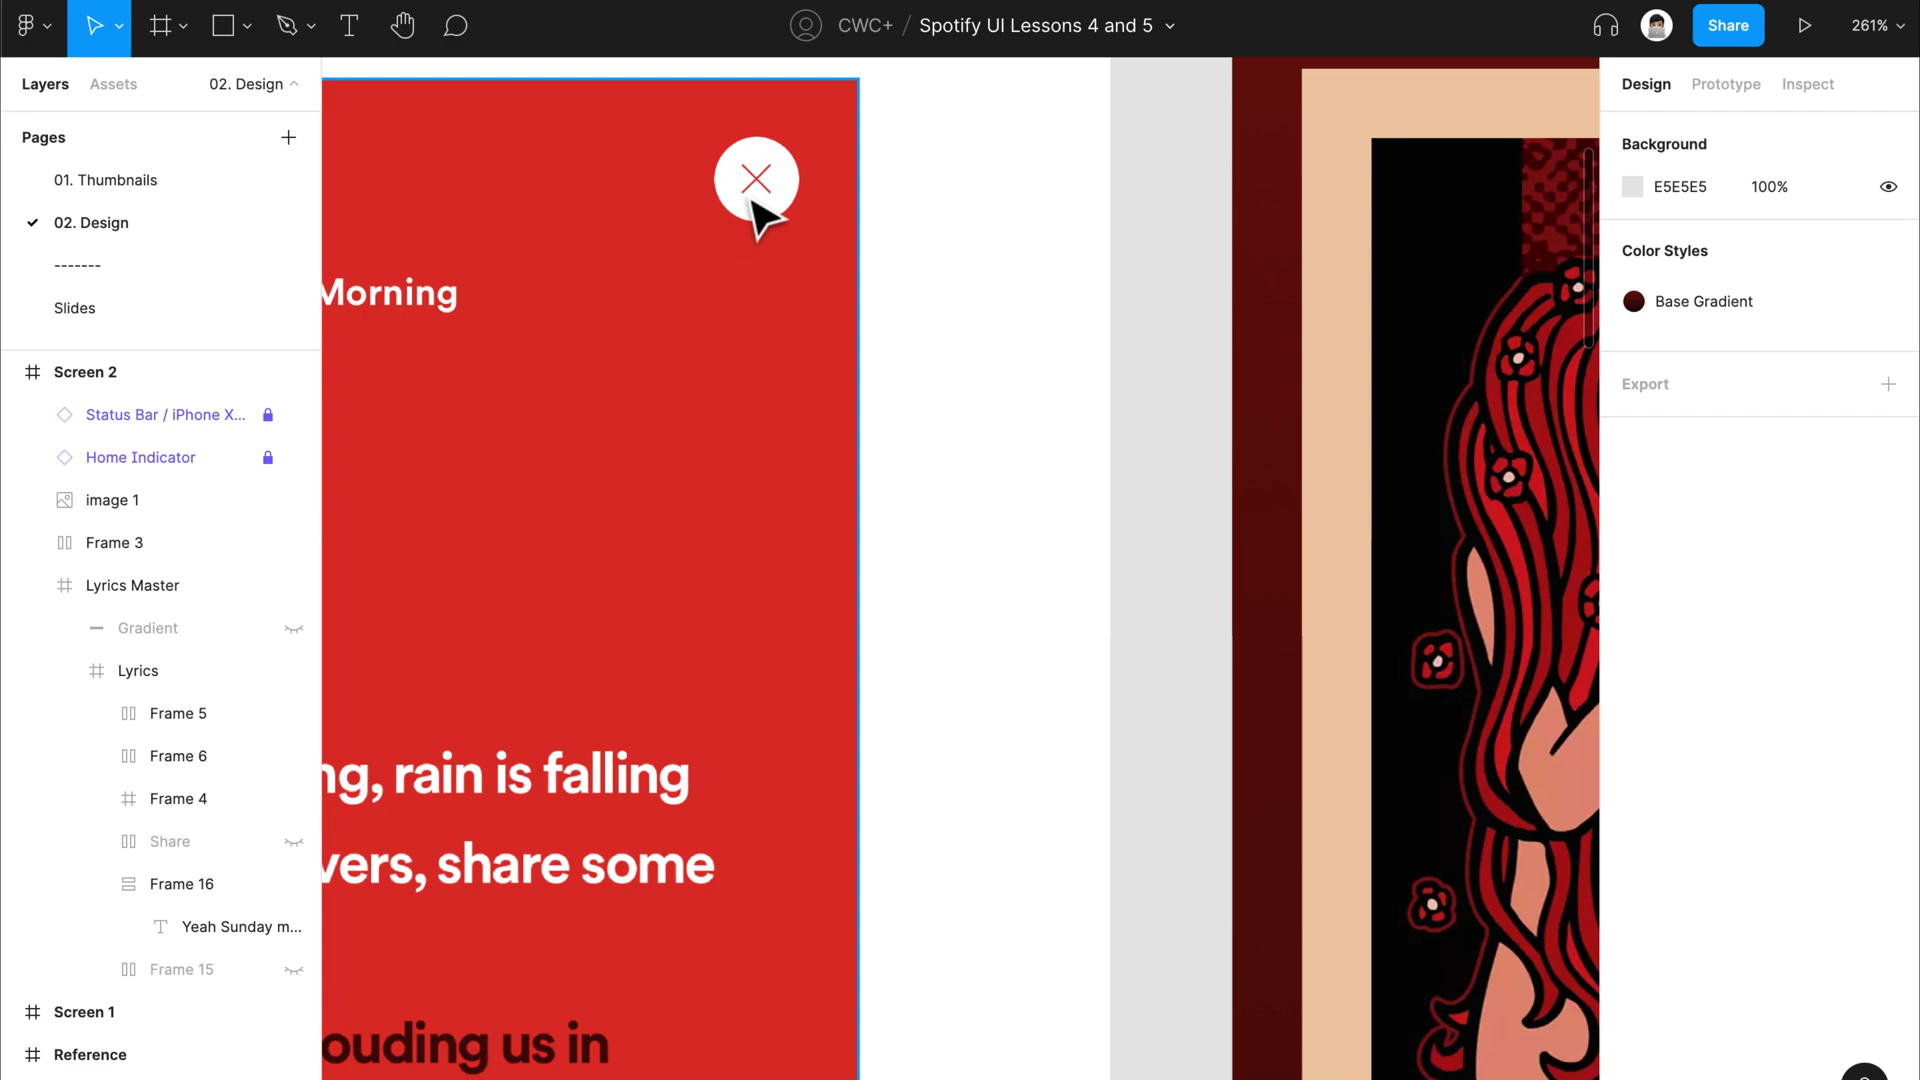 CWC+ / Spotify UI Lessons 4 and 5
Share
261%
Layers
Assets
02. Design
Pages
01. Thumbnails
02. Design
-------
Slides
Screen 2
Status Bar / iPhone X...
Home Indicator
image 1
Frame 3
Lyrics Master
Gradient
Lyrics
Frame 5
Frame 6
Frame 4
Share
Frame 16
Yeah Sunday m...
Frame 15
Screen 1
Reference
Morning
ng, rain is falling
vers, share some
ouding us in
Design
Prototype
Inspect
Background
E5E5E5
100%
Color Styles
Base Gradient
Export